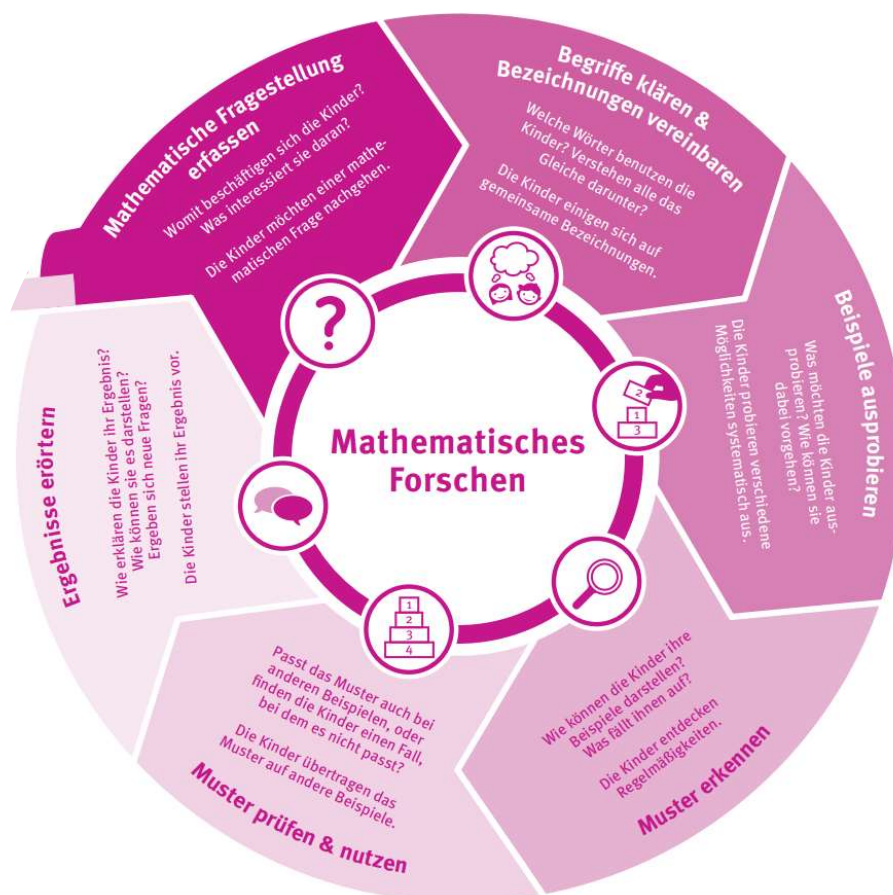 Mathematische Fragestellung
erfassen
Womit beschäftigen sich die Kinder?
Was interessiert sie daran?
Die Kinder möchten einer mathe-
matischen Frage nachgehen.
Begriffe klären &
Bezeichnungen vereinbaren
Welche Wörter benutzen die
Kinder? Verstehen alle das
Gleiche darunter?
Die Kinder einigen sich auf
gemeinsame Bezeichnungen.
Beispiele ausprobieren
Was möchten die Kinder aus-
probieren? Wie können sie
dabei vorgehen?
Die Kinder probieren verschiedene
Möglichkeiten systematisch aus.
Muster erkennen
Wie können die Kinder ihre
Beispiele darstellen?
Was fällt ihnen auf?
Die Kinder entdecken
Regelmäßigkeiten.
Muster prüfen & nutzen
Passt das Muster auch bei
anderen Beispielen, oder
finden die Kinder einen Fall,
bei dem es nicht passt?
Die Kinder übertragen das
Muster auf andere Beispiele.
Ergebnisse erörtern
Wie erklären die Kinder ihr Ergebnis?
Wie können sie es darstellen?
Ergeben sich neue Fragen?
Die Kinder stellen ihr Ergebnis vor.
Mathematisches
Forschen
?
2
1
3
1
2
3
4